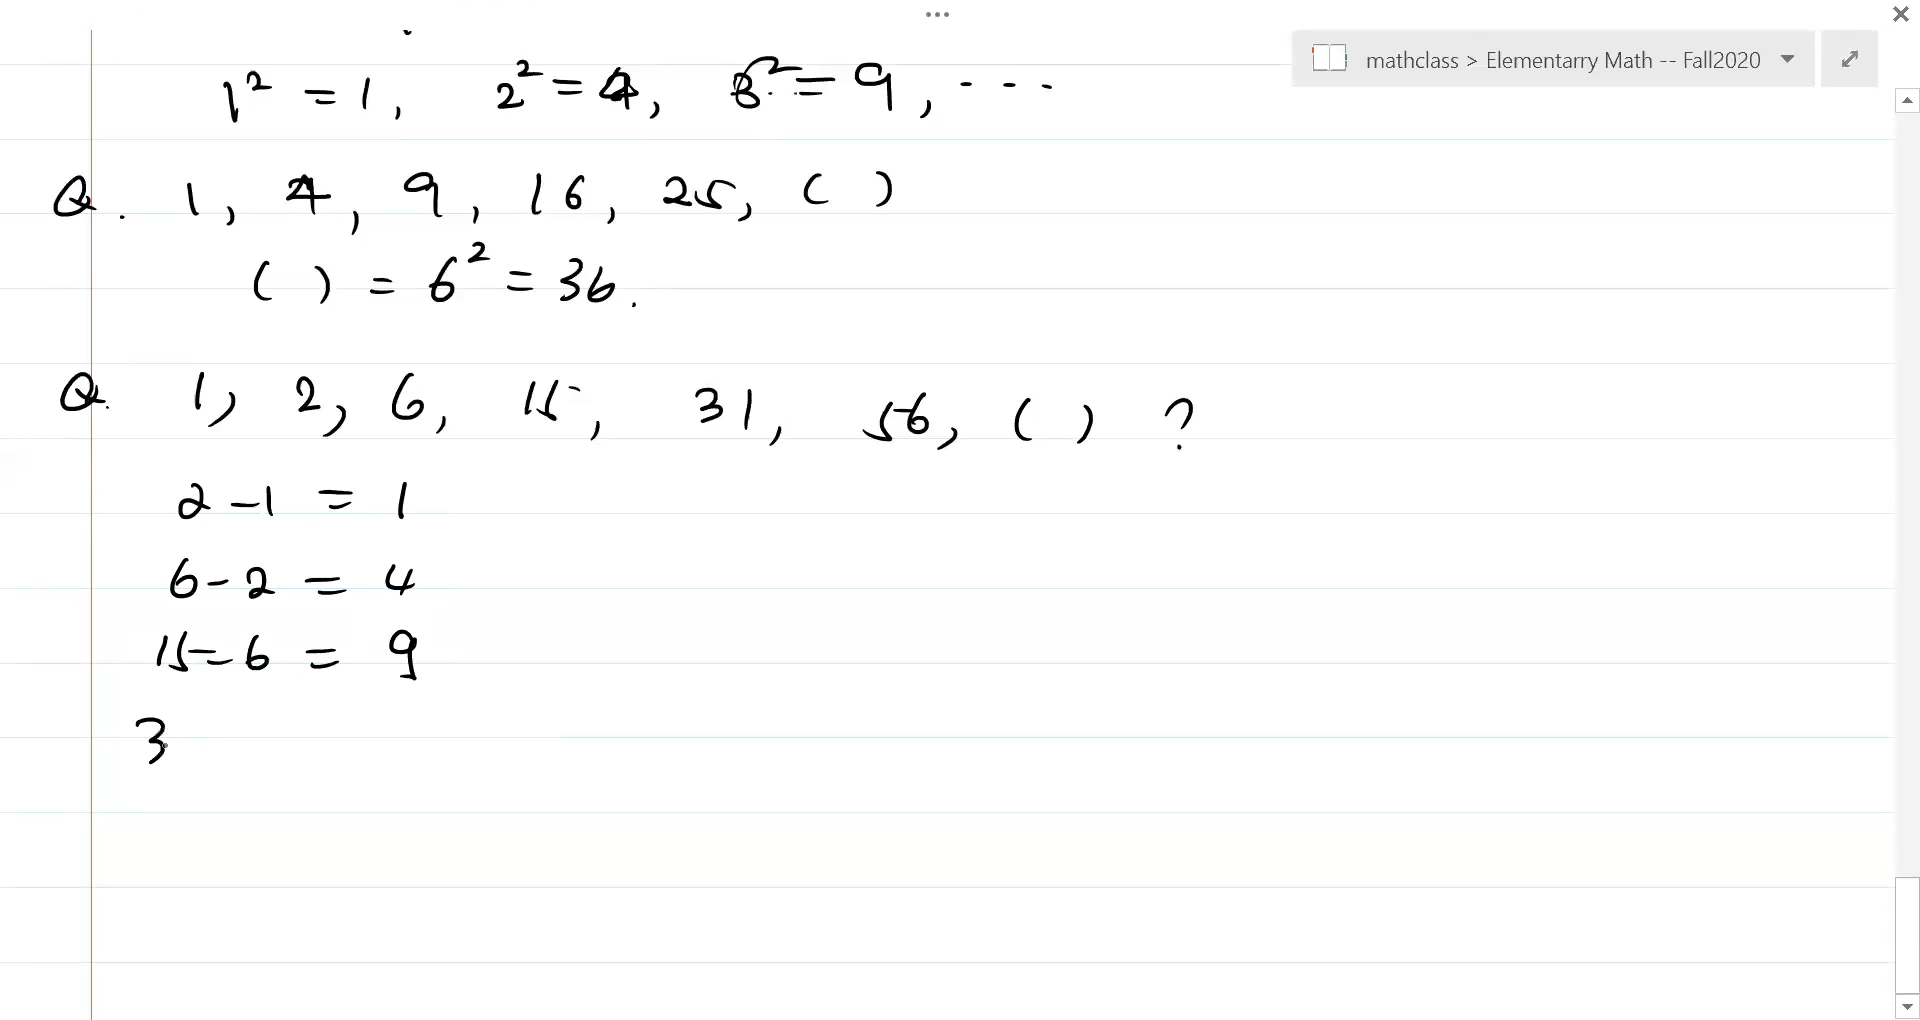 mathclass > Elementarry Math -- Fall2020
1² = 1, 2² = 4, 3² = 9, ...
Q. 1, 4, 9, 16, 25, ( )
( ) = 6² = 36.
Q. 1, 2, 6, 15, 31, 56, ( ) ?
2 - 1 = 1
6 - 2 = 4
15 - 6 = 9
3